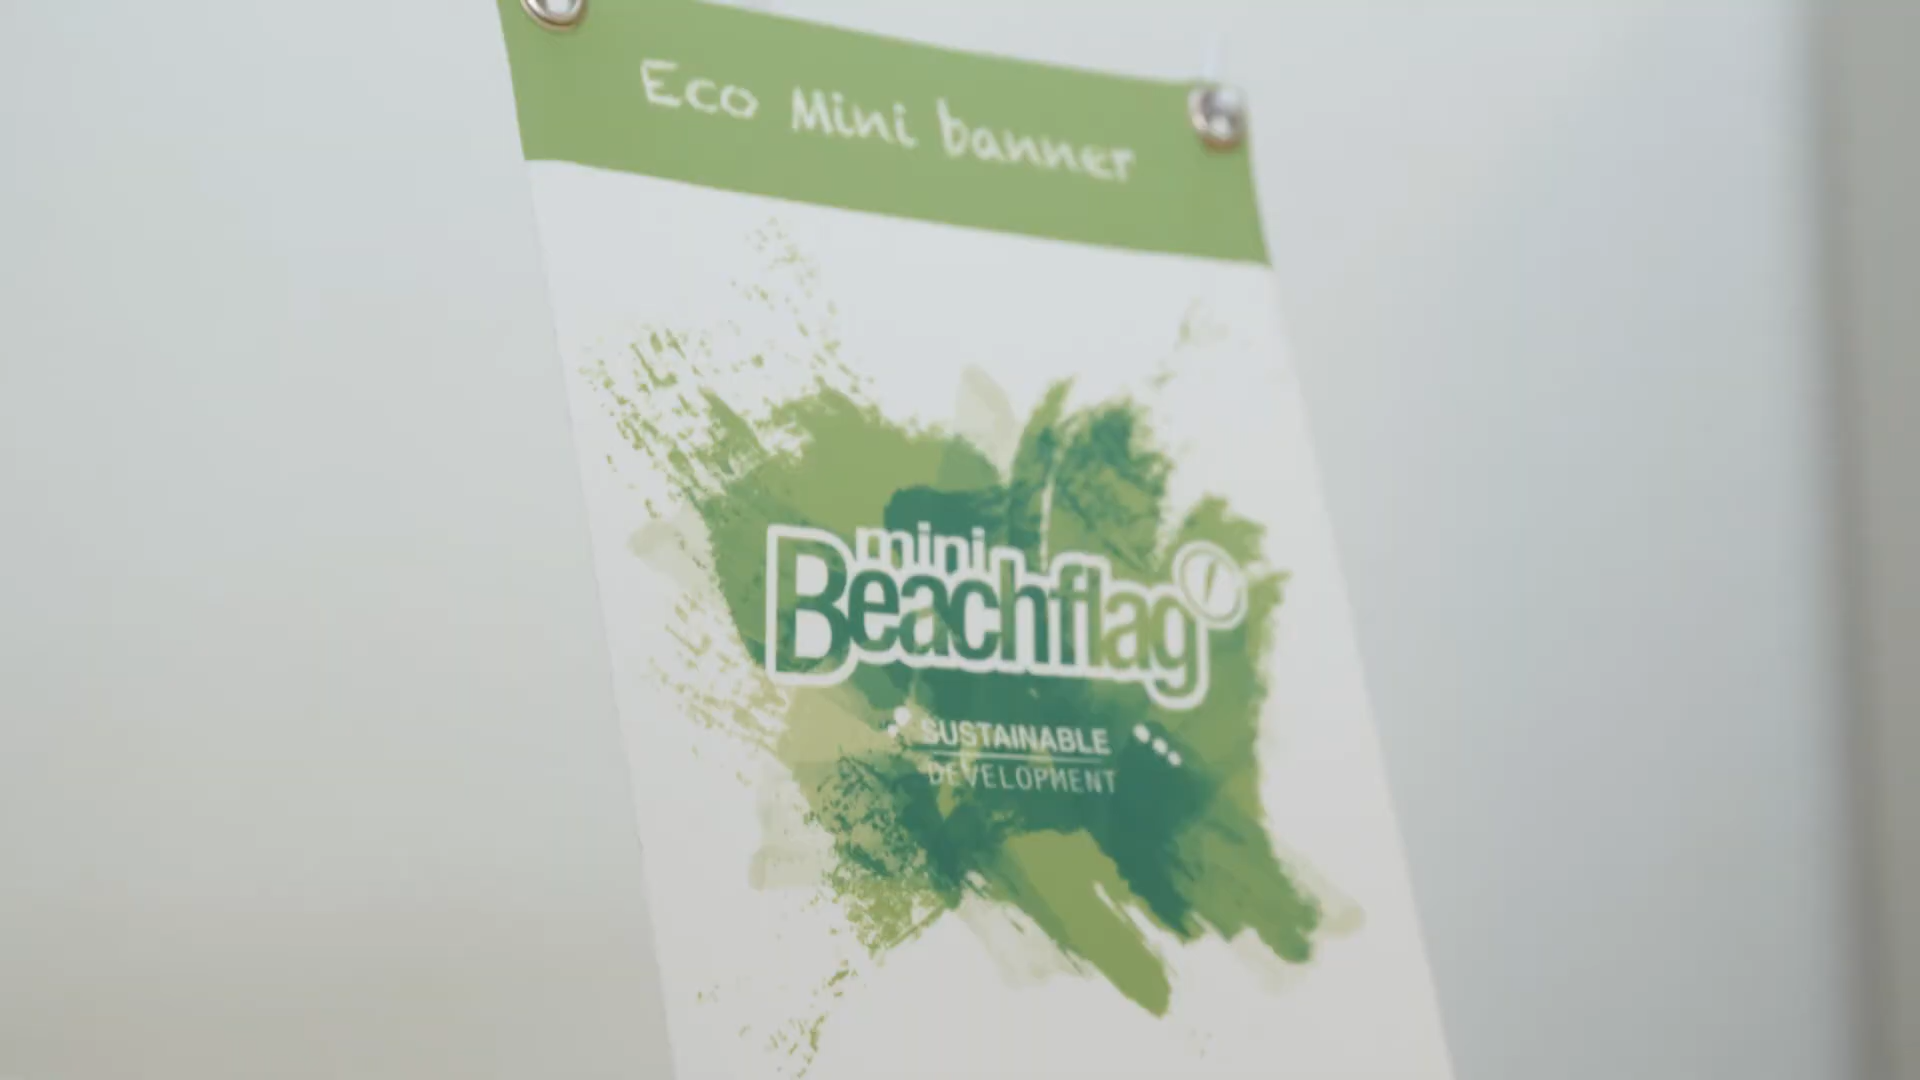 Eco Mini banner
mini
Beachflag
SUSTAINABLE
DEVELOPMENT